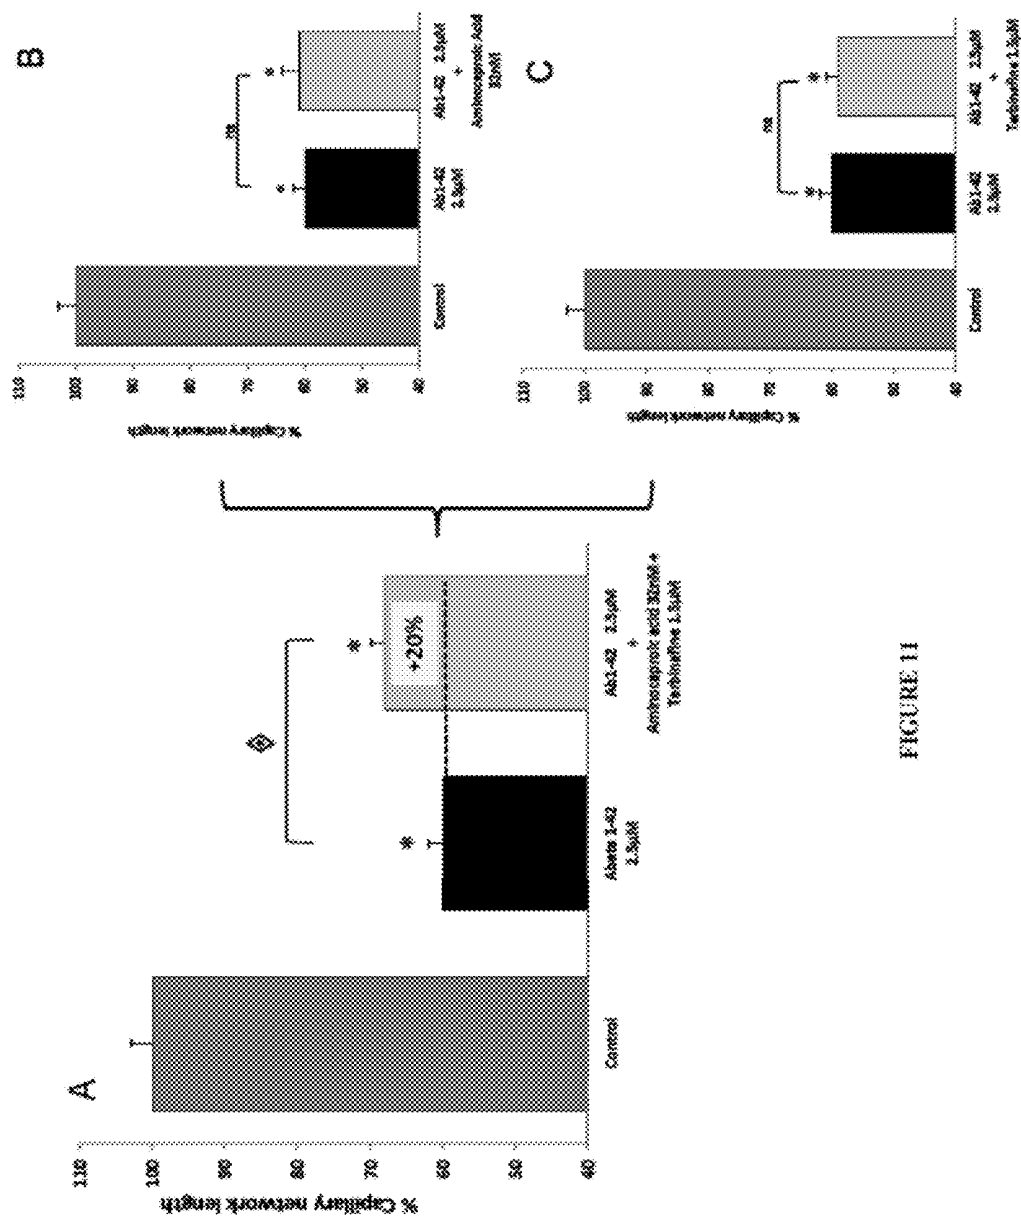 A
110
100
90
80
70
60
50
40
% Capillary network length
*
*
+20%
Control
Abeta 1-42
2.5µM
Ab1-42 2.5µM
+
Aminocaproic acid 32nM +
Terbinafine 1.5µM
B
110
100
90
80
70
60
50
40
% Capillary network length
*
ns
*
Control
Ab1-42
2.5µM
Ab1-42 2.5µM
+
Aminocaproic Acid
32nM
C
110
100
90
80
70
60
50
40
% Capillary network length
*
ns
*
Control
Ab1-42
2.5µM
Ab1-42 2.5µM
+
Terbinafine 1.5µM
FIGURE 11